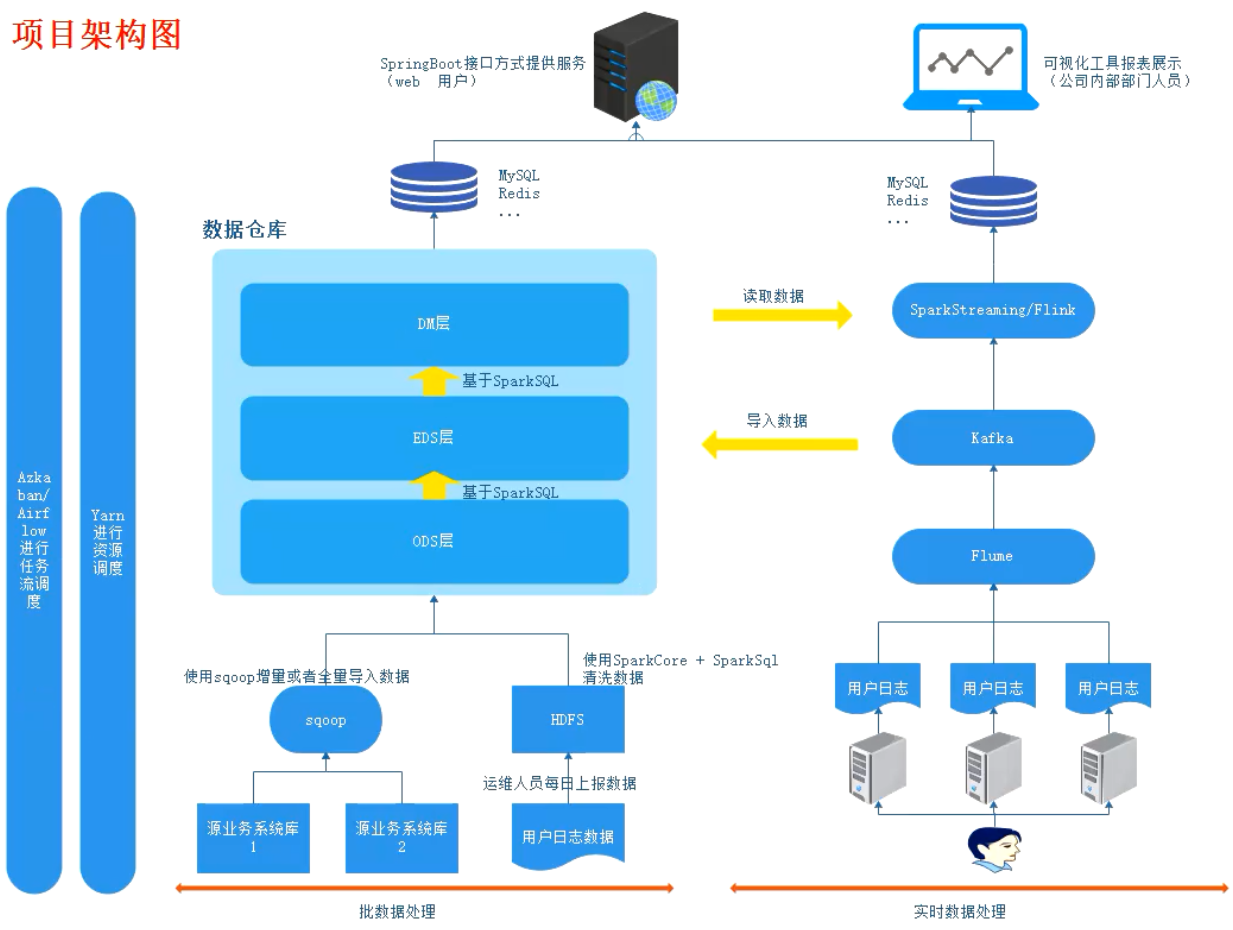 项目架构图
SpringBoot接口方式提供服务
（web 用户）
可视化工具报表展示
（公司内部部门人员）
MySQL
Redis
...
MySQL
Redis
...
数据仓库
DM层
基于SparkSQL
EDS层
基于SparkSQL
ODS层
读取数据
导入数据
SparkStreaming/Flink
Kafka
Flume
Azka
ban/
Airf
low
进行
任务
流调
度
Yarn
进行
资源
调度
使用sqoop增量或者全量导入数据
使用SparkCore + SparkSql
清洗数据
sqoop
HDFS
运维人员每日上报数据
源业务系统库
1
源业务系统库
2
用户日志数据
用户日志
用户日志
用户日志
批数据处理
实时数据处理